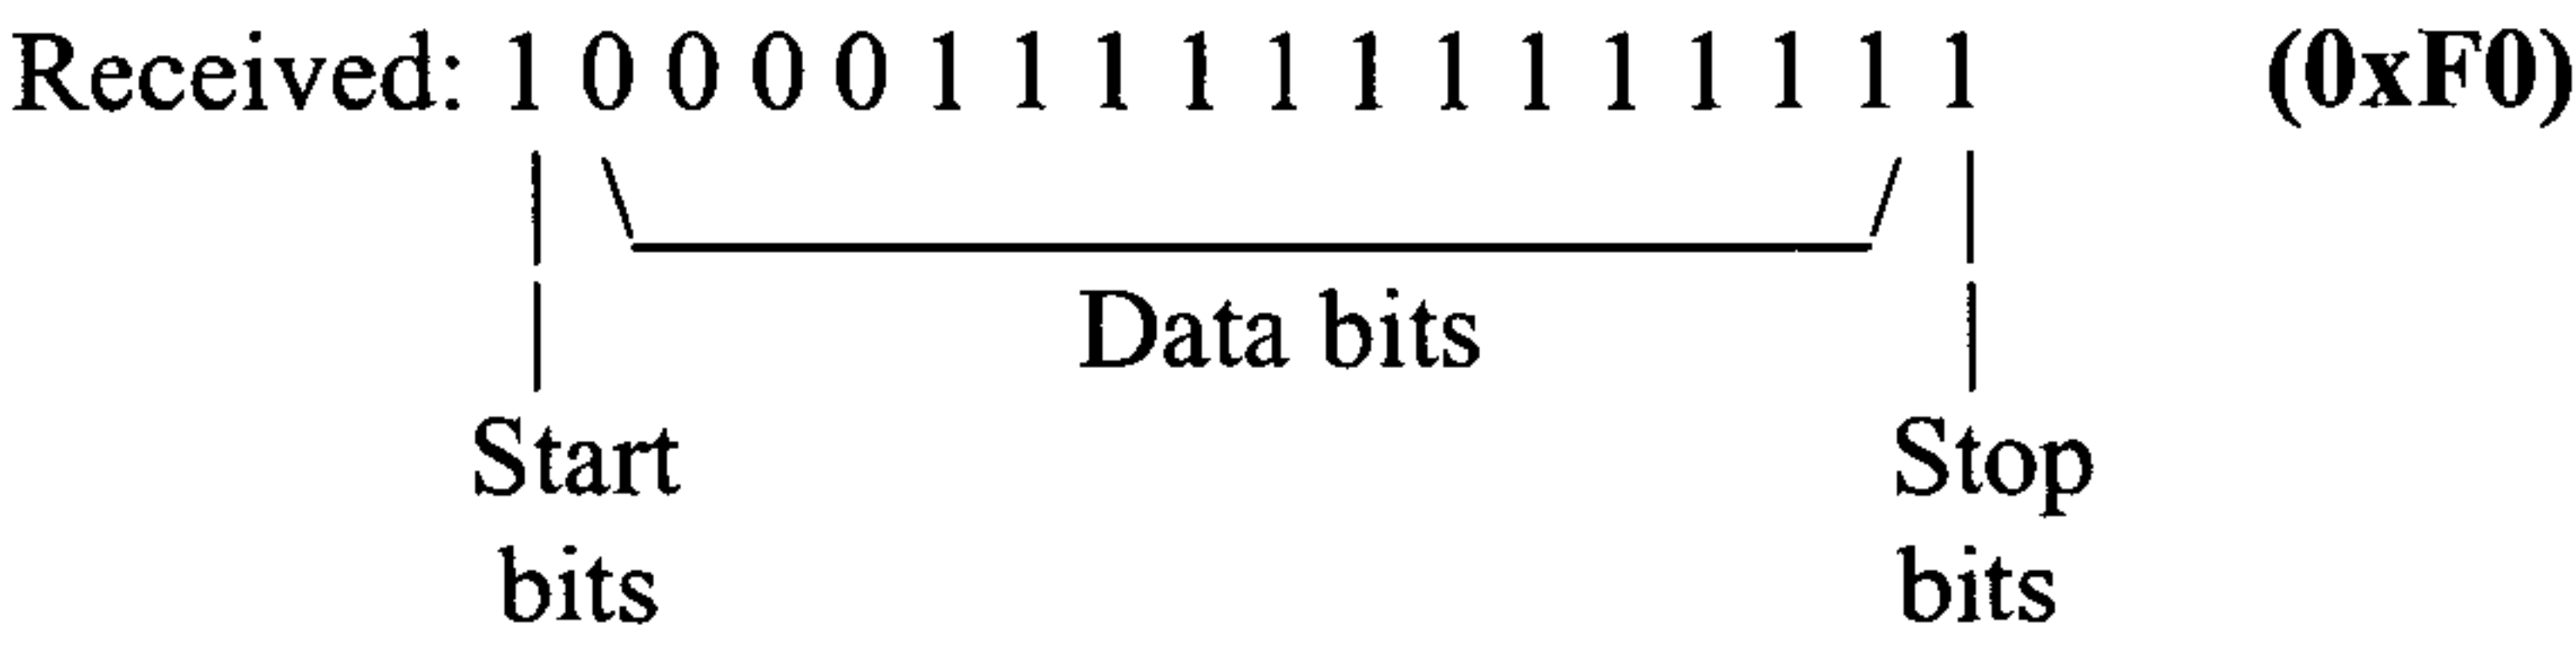 Received: 1 0 0 0 0 1 1 1 1 1 1 1 1 1 1 1 1 1 (0xF0)
Data bits
Start Stop
bits bits